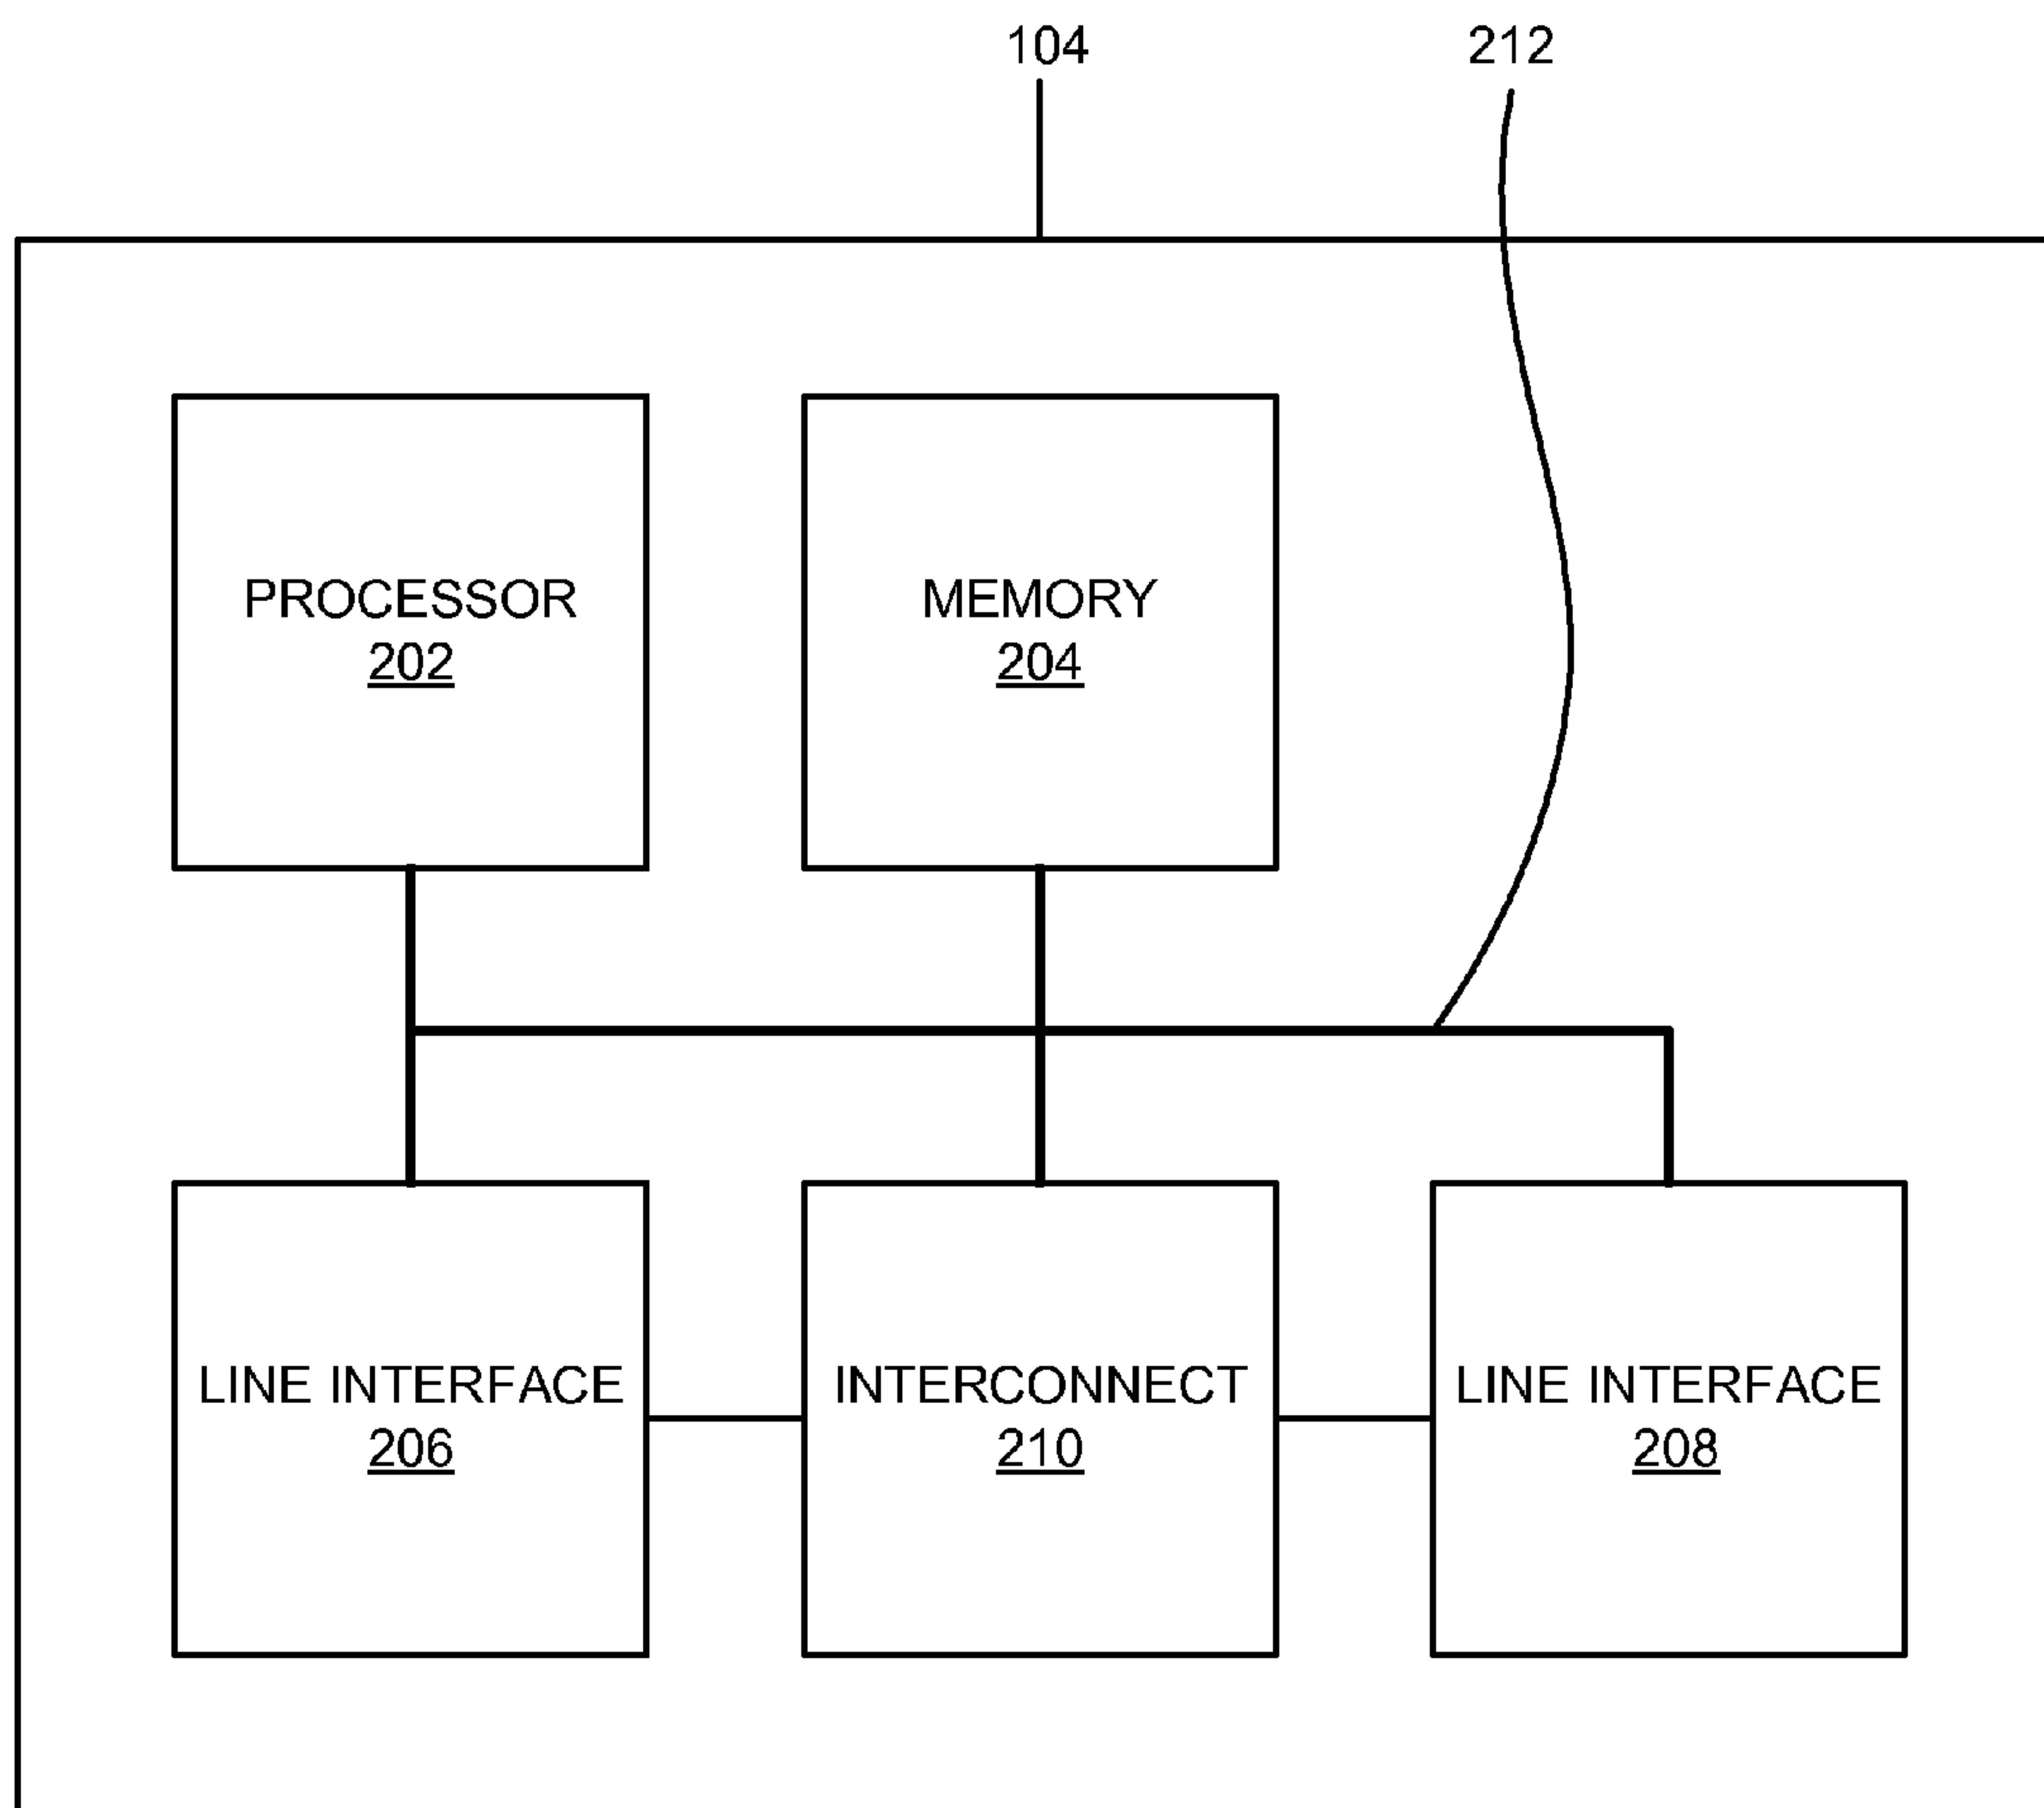 104
212
PROCESSOR
202
MEMORY
204
LINE INTERFACE
206
INTERCONNECT
210
LINE INTERFACE
208